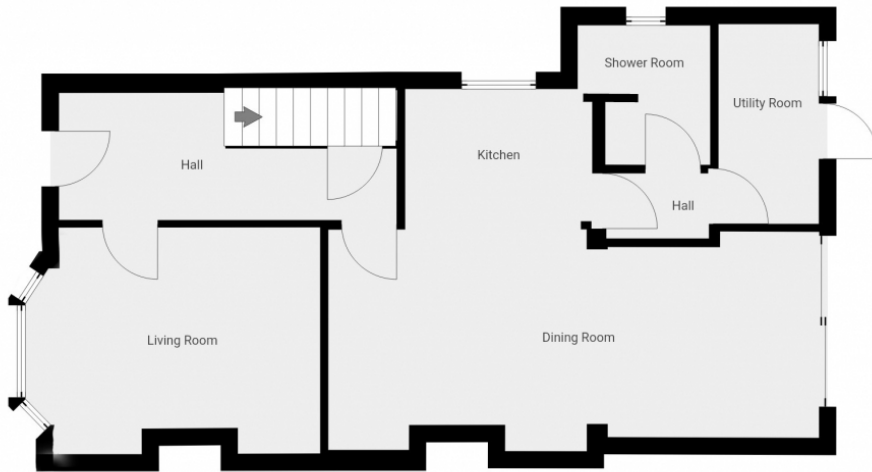 Shower Room
Utility Room
Kitchen
Hall
Hall
Living Room
Dining Room